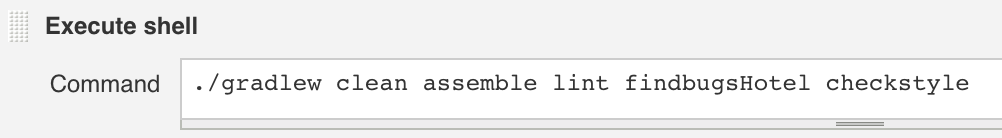 Execute shell
Command ./gradlew clean assemble lint findbugsHotel checkstyle